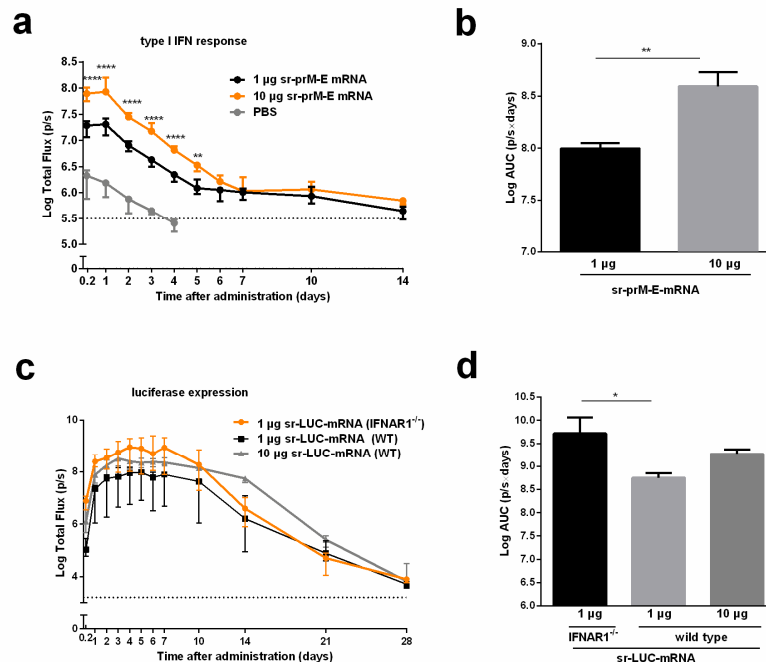 a
type I IFN response
1 µg sr-prM-E mRNA
10 µg sr-prM-E mRNA
PBS
Log Total Flux (p/s)
8.5
8.0
7.5
7.0
6.5
6.0
5.5
5.0
0
**** **** **** **** **** **
0.2 1 2 3 4 5 6 7 10 14
Time after administration (days)
b
Log AUC (p/s×days)
9.0
8.0
7.0
**
1 µg 10 µg
sr-prM-E-mRNA
c
luciferase expression
1 µg sr-LUC-mRNA (IFNAR1-/-)
1 µg sr-LUC-mRNA (WT)
10 µg sr-LUC-mRNA (WT)
Log Total Flux (p/s)
10
8
6
4
0
0.2 1 2 3 4 5 6 7 10 14 21 28
Time after administration (days)
d
Log AUC (p/s×days)
10.5
10.0
9.5
9.0
8.5
8.0
7.5
7.0
6.5
6.0
*
1 µg 1 µg 10 µg
IFNAR1-/- wild type
sr-LUC-mRNA